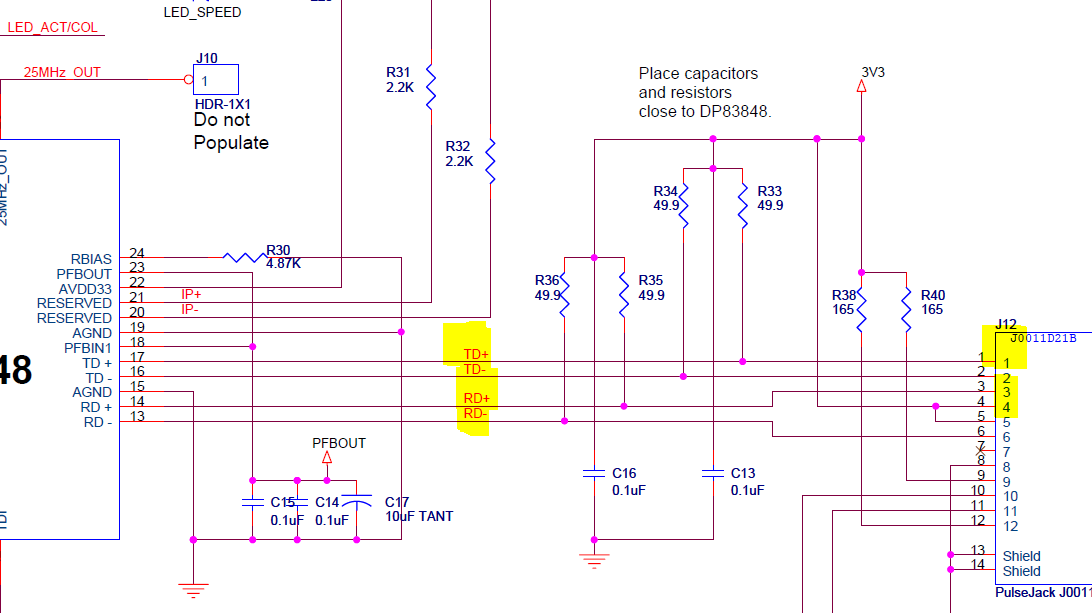 LED_SPEED
LED_ACT/COL
25MHz_OUT
J10
1
HDR-1X1
Do not
Populate
R31
2.2K
R32
2.2K
Place capacitors
and resistors
close to DP83848.
3V3
R34
49.9
R33
49.9
R36
49.9
R35
49.9
R38
165
R40
165
25MHz_OUT
48
RBIAS 24
R30
4.87K
PFBOUT 23
AVDD33 22
RESERVED 21 IP+
RESERVED 20 IP-
AGND 19
PFBIN1 18
TD + 17 TD+
TD - 16 TD-
AGND 15
RD + 14 RD+
RD - 13 RD-
J12
J0011D21B
1 1
2 2
3 3
4 4
5 5
6 6
7 7
8 8
9 9
10 10
11 11
12 12
13 Shield
14 Shield
PulseJack J0011
PFBOUT
C15
0.1uF
C14
0.1uF
C17
10uF TANT
C16
0.1uF
C13
0.1uF
TDI